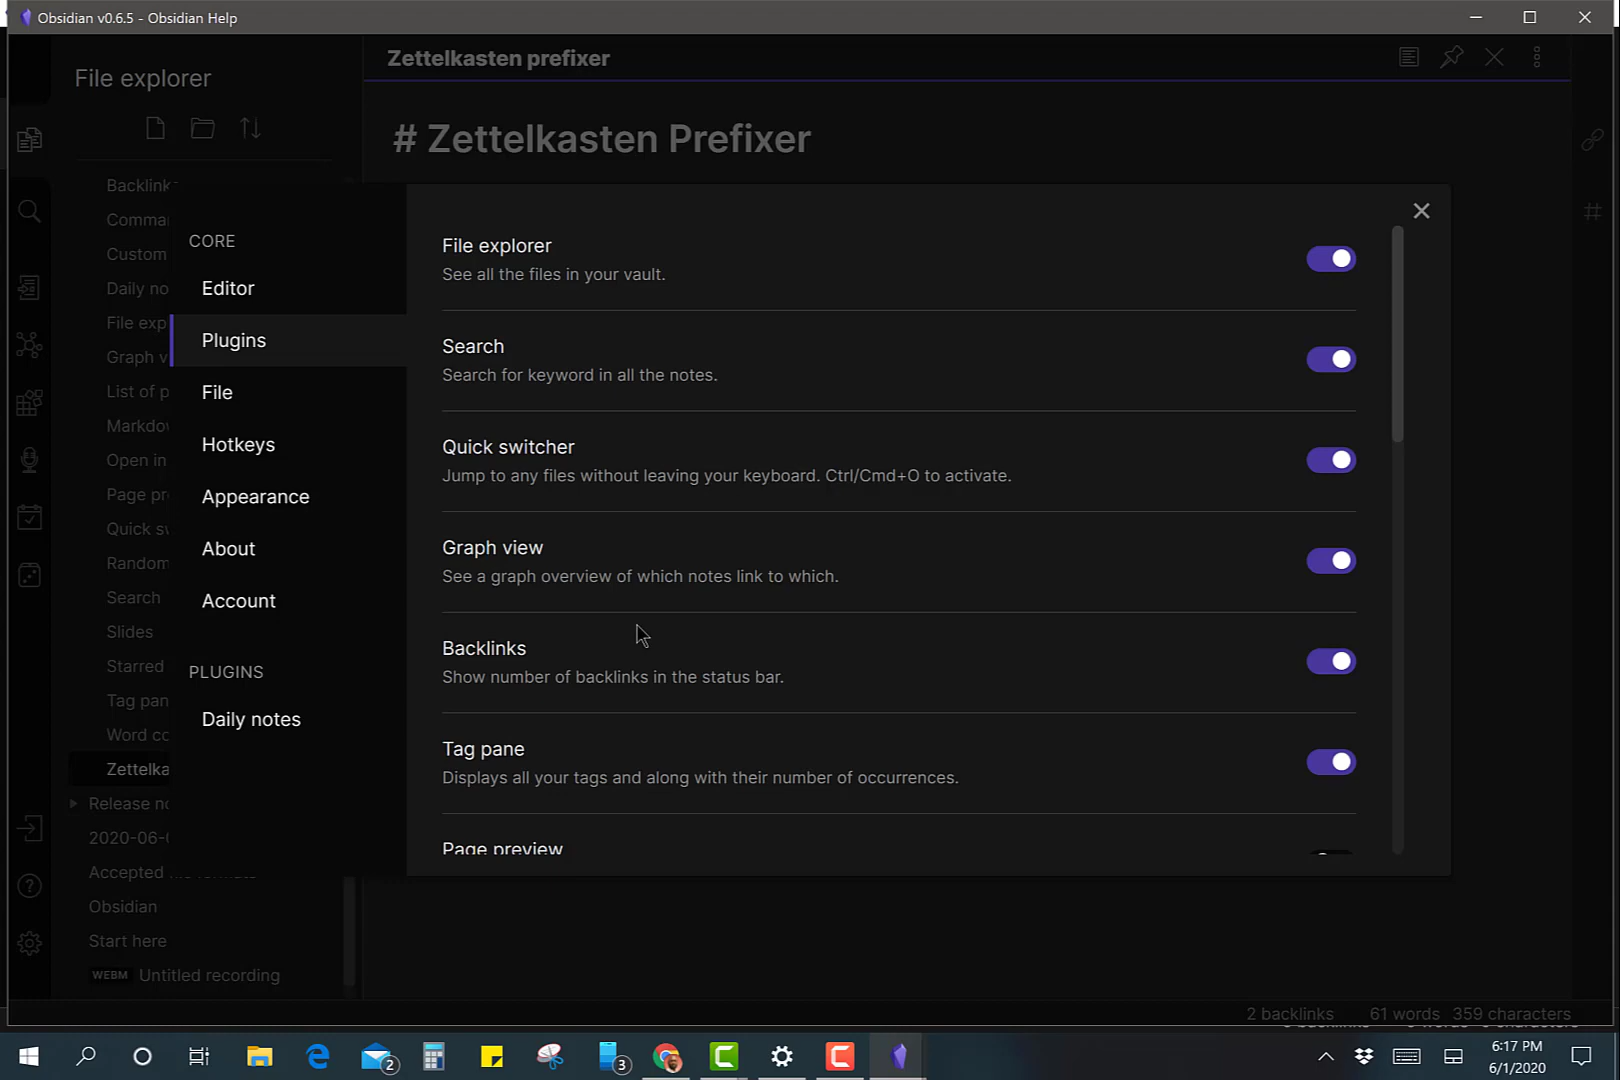 Obsidian v0.6.5 - Obsidian Help
File explorer
Zettelkasten prefixer
# Zettelkasten Prefixer
Backlink
Comma
Custom
Daily no
File exp
Graph v
List of p
Markdo
Open in
Page pr
Quick sw
Random
Search
Slides
Starred
Tag pan
Word co
Zettelka
Release no
2020-06-
Accepted
Obsidian
Start here
WEBM Untitled recording
CORE
Editor
Plugins
File
Hotkeys
Appearance
About
Account
PLUGINS
Daily notes
File explorer
See all the files in your vault.
Search
Search for keyword in all the notes.
Quick switcher
Jump to any files without leaving your keyboard. Ctrl/Cmd+O to activate.
Graph view
See a graph overview of which notes link to which.
Backlinks
Show number of backlinks in the status bar.
Tag pane
Displays all your tags and along with their number of occurrences.
Page preview
2 backlinks 61 words 359 characters
2
3
6:17 PM
6/1/2020